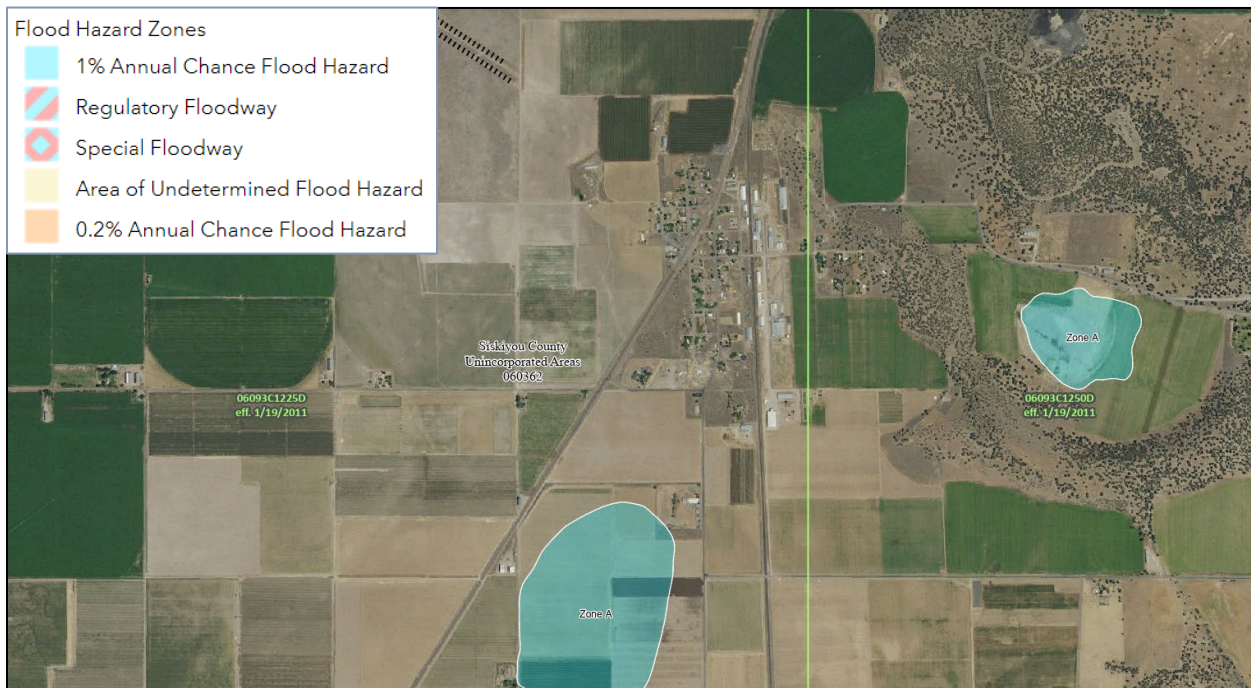 Flood Hazard Zones
1% Annual Chance Flood Hazard
Regulatory Floodway
Special Floodway
Area of Undetermined Flood Hazard
0.2% Annual Chance Flood Hazard
Zone A
Siskiyou County
Unincorporated Areas
060362
06093C1225D
eff. 1/19/2011
06093C1250D
eff. 1/19/2011
Zone A